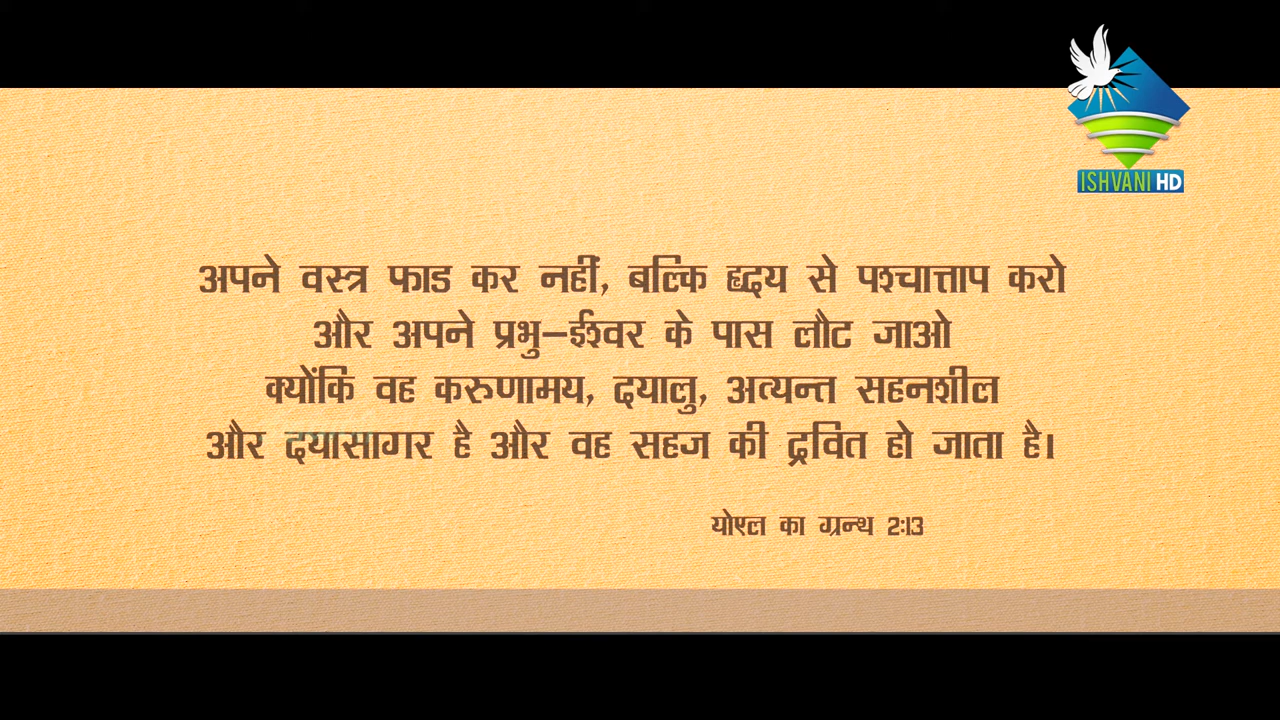 ISHVANI HD
अपने वस्त्र फाड कर नहीं, बल्कि हृदय से पश्चात्ताप करो
और अपने प्रभु-ईश्वर के पास लौट जाओ
क्योंकि वह करुणामय, दयालु, अत्यन्त सहनशील
और दयासागर है और वह सहज की द्रवित हो जाता है।
योएल का ग्रन्थ 2:13